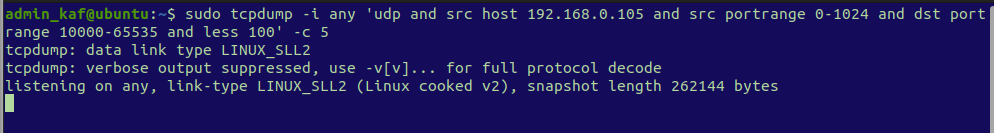 admin_kaf@ubuntu:~$ sudo tcpdump -i any 'udp and src host 192.168.0.105 and src portrange 0-1024 and dst port
range 10000-65535 and less 100' -c 5
tcpdump: data link type LINUX_SLL2
tcpdump: verbose output suppressed, use -v[v]... for full protocol decode
listening on any, link-type LINUX_SLL2 (Linux cooked v2), snapshot length 262144 bytes